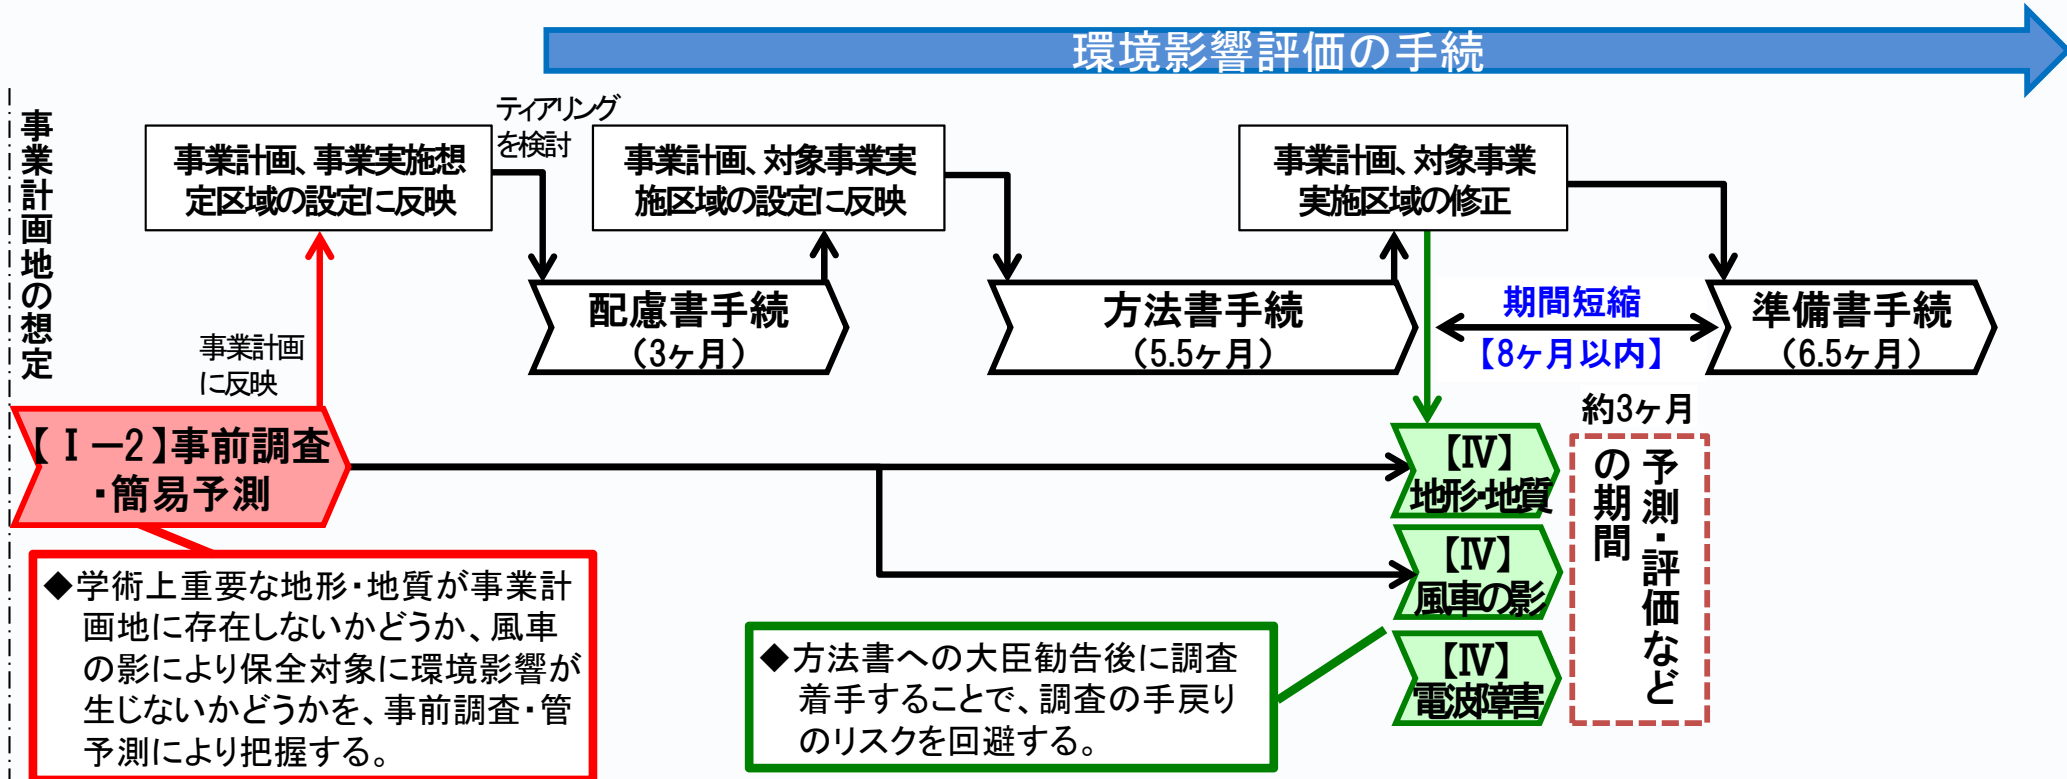 環境影響評価の手続
事業計画地の想定
ティアリング
を検討
事業計画、事業実施想
定区域の設定に反映
事業計画、対象事業実
施区域の設定に反映
事業計画、対象事業
実施区域の修正
配慮書手続
（3ヶ月）
方法書手続
（5.5ヶ月）
期間短縮
【8ヶ月以内】
準備書手続
（6.5ヶ月）
事業計画
に反映
【Ⅰ－2】事前調査
・簡易予測
約3ヶ月
予測・評価など
の期間
【Ⅳ】
地形・地質
【Ⅳ】
風車の影
【Ⅳ】
電波障害
◆学術上重要な地形・地質が事業計
画地に存在しないかどうか、風車
の影により保全対象に環境影響が
生じないかどうかを、事前調査・管
予測により把握する。
◆方法書への大臣勧告後に調査
着手することで、調査の手戻り
のリスクを回避する。